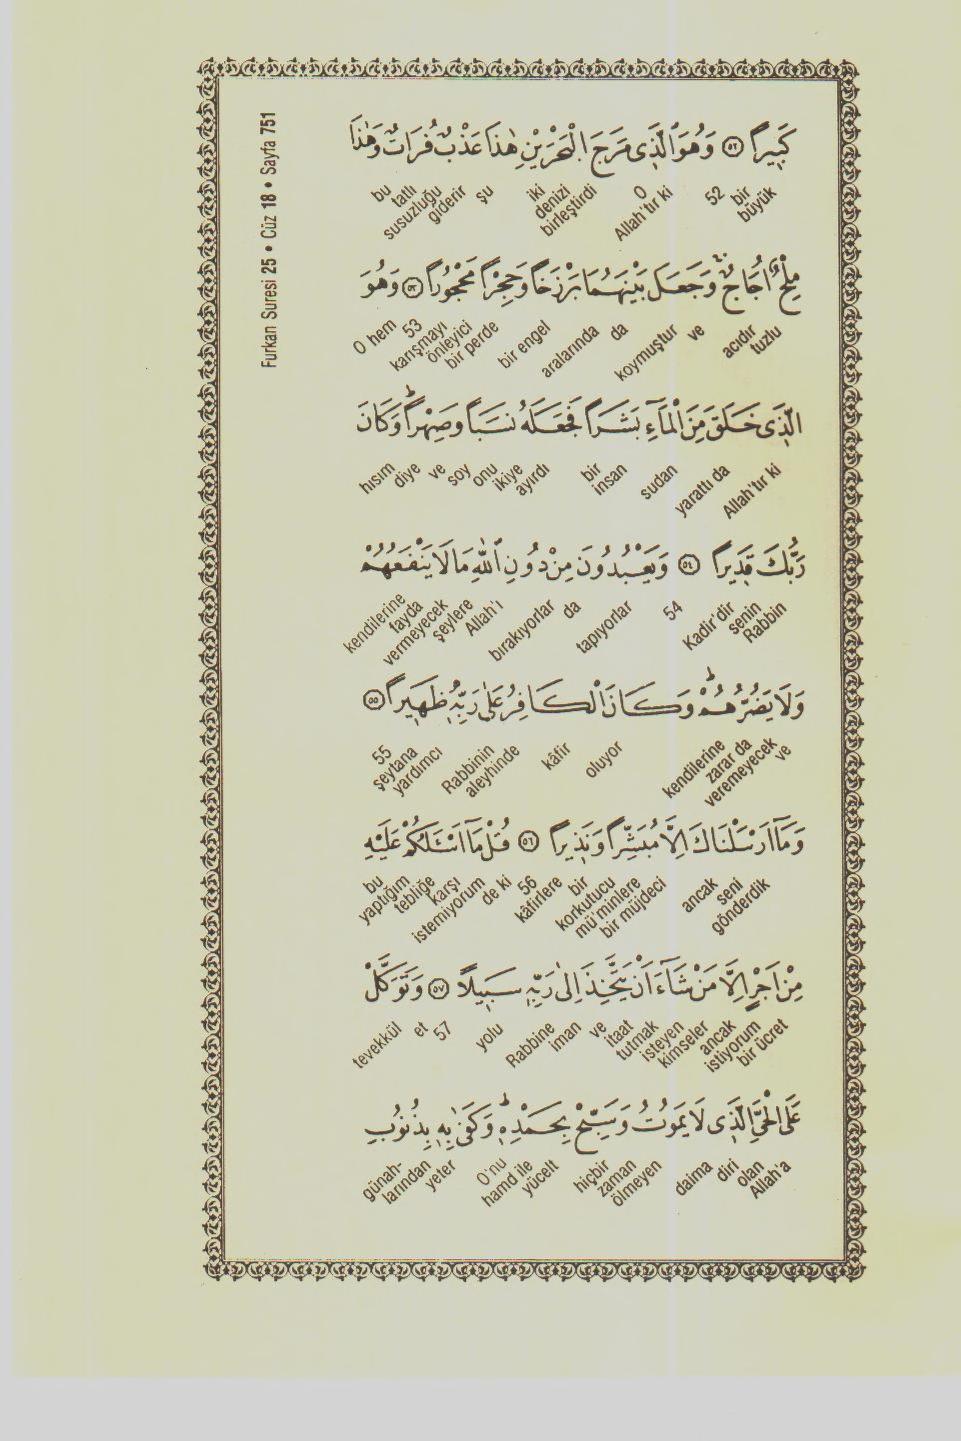 Furkan Suresi 25 • Cüz 18 • Sayfa 751
كَبِيرًا ﴿٥٢﴾ وَهُوَ الَّذِى مَرَجَ الْبَحْرَيْنِ هٰذَا عَذْبٌ فُرَاتٌ وَهٰذَا
büyük bir 52 Allah'tır ki O birleştirdi denizi iki şu giderir susuzluğu tatlı bu
مِلْحٌ اُجَاجٌ وَجَعَلَ بَيْنَهُمَا بَرْزَخًا وَحِجْرًا مَحْجُورًا ﴿٥٣﴾ وَهُوَ
tuzlu acıdır ve koymuştur da aralarında bir engel bir perde önleyici karışmayı 53 O hem
الَّذِى خَلَقَ مِنَ الْمَاءِ بَشَرًا فَجَعَلَهُ نَسَبًا وَصِهْرًا وَكَانَ
Allah'tır ki yarattı da sudan insan bir ayırdı ikiye onu soy ve diye hısım
رَبُّكَ قَدِيرًا ﴿٥٤﴾ وَيَعْبُدُونَ مِنْ دُونِ اللّٰهِ مَا لَا يَنْفَعُهُمْ
Rabbin senin Kadir'dir 54 tapıyorlar da bırakıyorlar Allah'ı şeylere vermeyecek fayda kendilerine
وَلَا يَضُرُّهُمْ وَكَانَ الْكَافِرُ عَلٰى رَبِّهِ ظَهِيرًا ﴿٥٥﴾
ve veremeyecek zarar da kendilerine oluyor kâfir aleyhinde Rabbinin yardımcı şeytana 55
وَمَا اَرْسَلْنَاكَ اِلَّا مُبَشِّرًا وَنَذِيرًا ﴿٥٦﴾ قُلْ مَا اَسْـَٔلُكُمْ عَلَيْهِ
gönderdik seni ancak bir müjdeci mü'minlere korkutucu bir kâfirlere 56 de ki istemiyorum karşı tebliğe yaptığım bu
مِنْ اَجْرٍ اِلَّا مَنْ شَاءَ اَنْ يَتَّخِذَ اِلٰى رَبِّهِ سَبِيلًا ﴿٥٧﴾ وَتَوَكَّلْ
bir ücret istiyorum ancak kimseler isteyen tutmak itaat ve iman Rabbine yolu 57 et tevekkül
عَلَى الْحَىِّ الَّذِى لَا يَمُوتُ وَسَبِّحْ بِحَمْدِهِ وَكَفٰى بِهِ بِذُنُوبِ
Allah'a olan diri daima ölmeyen zaman hiçbir yücelt hamd ile O'nu yeter larından günah-